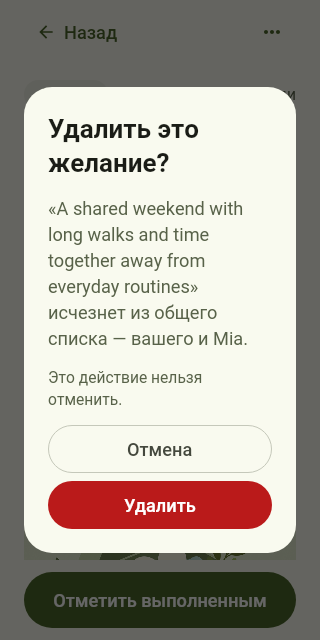 Назад
Удалить это
желание?
«A shared weekend with
long walks and time
together away from
everyday routines»
исчезнет из общего
списка — вашего и Mia.
Это действие нельзя
отменить.
Отмена
Удалить
Отметить выполненным